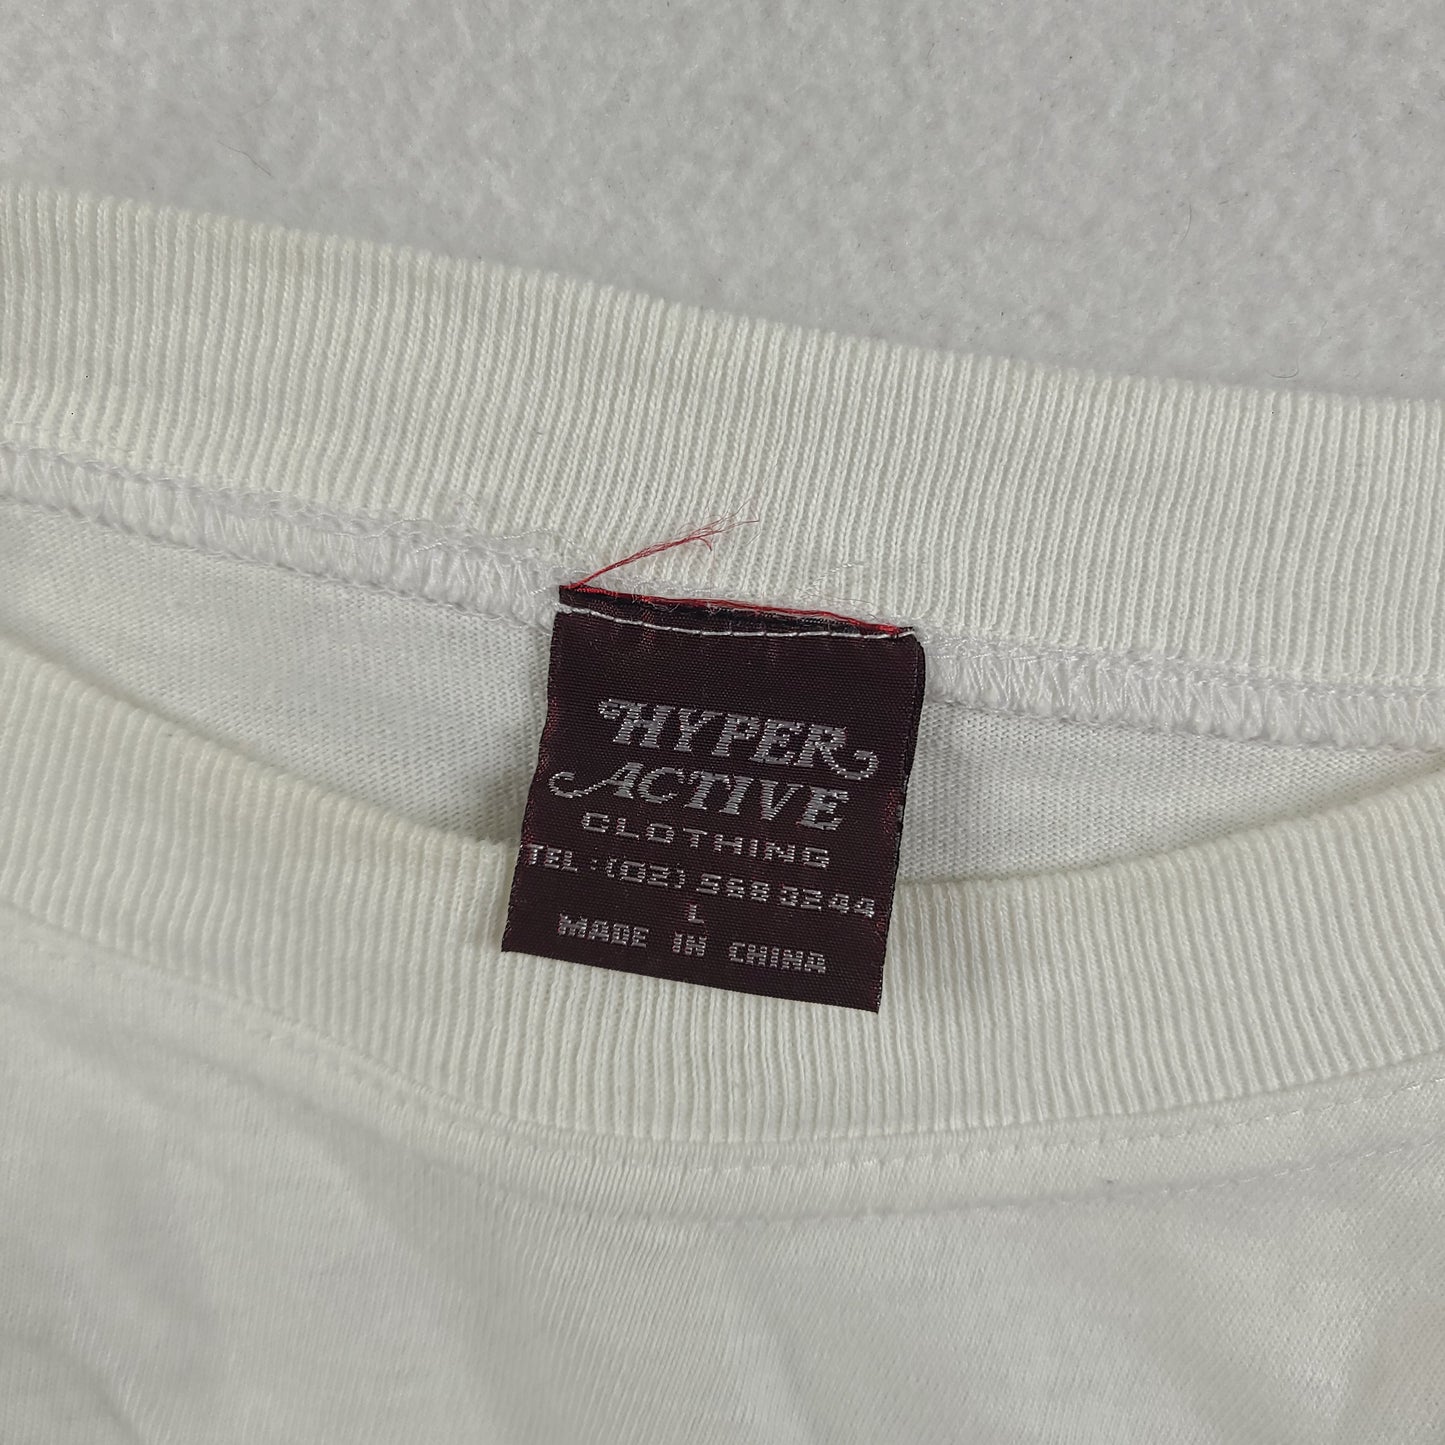 HYPER
ACTIVE
CLOTHING
TEL:(02) 568 3244
L
MADE IN CHINA